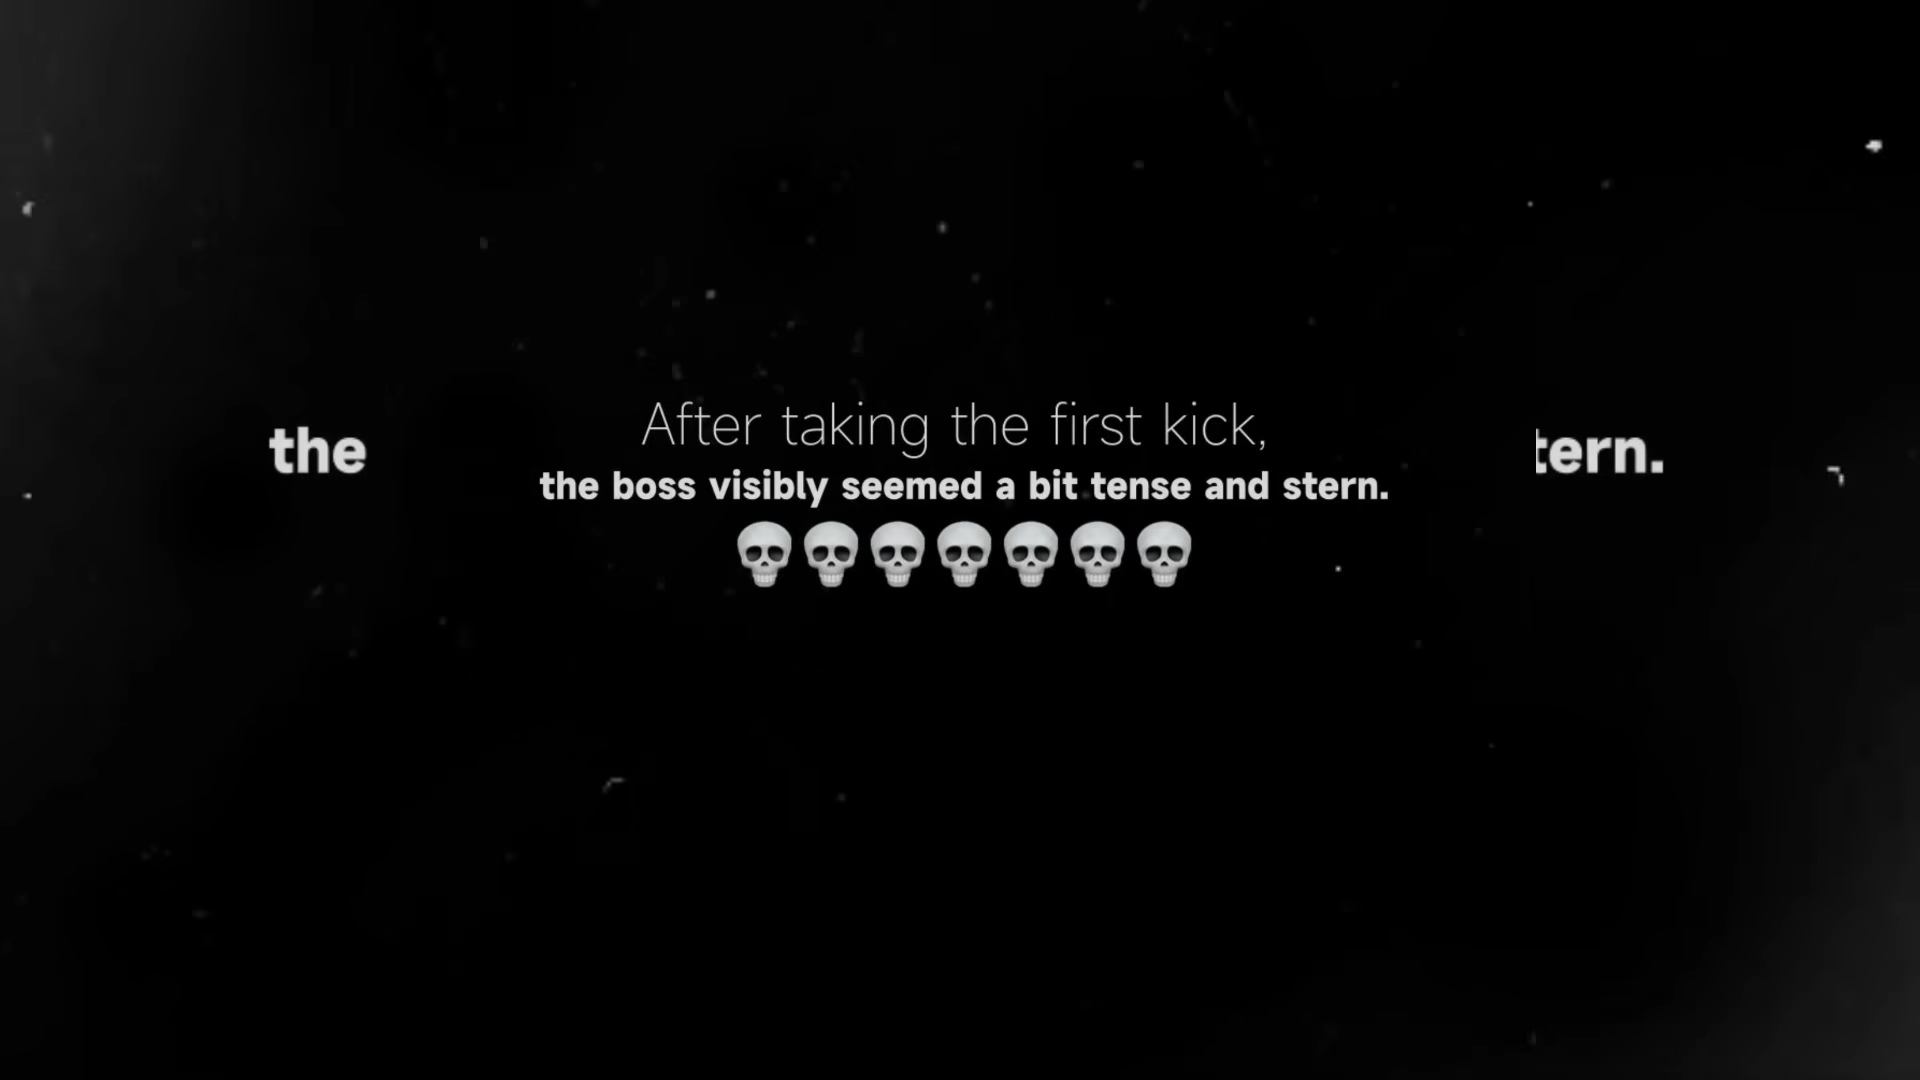 After taking the first kick,
the
the boss visibly seemed a bit tense and stern.
tern.
💀💀💀💀💀💀💀